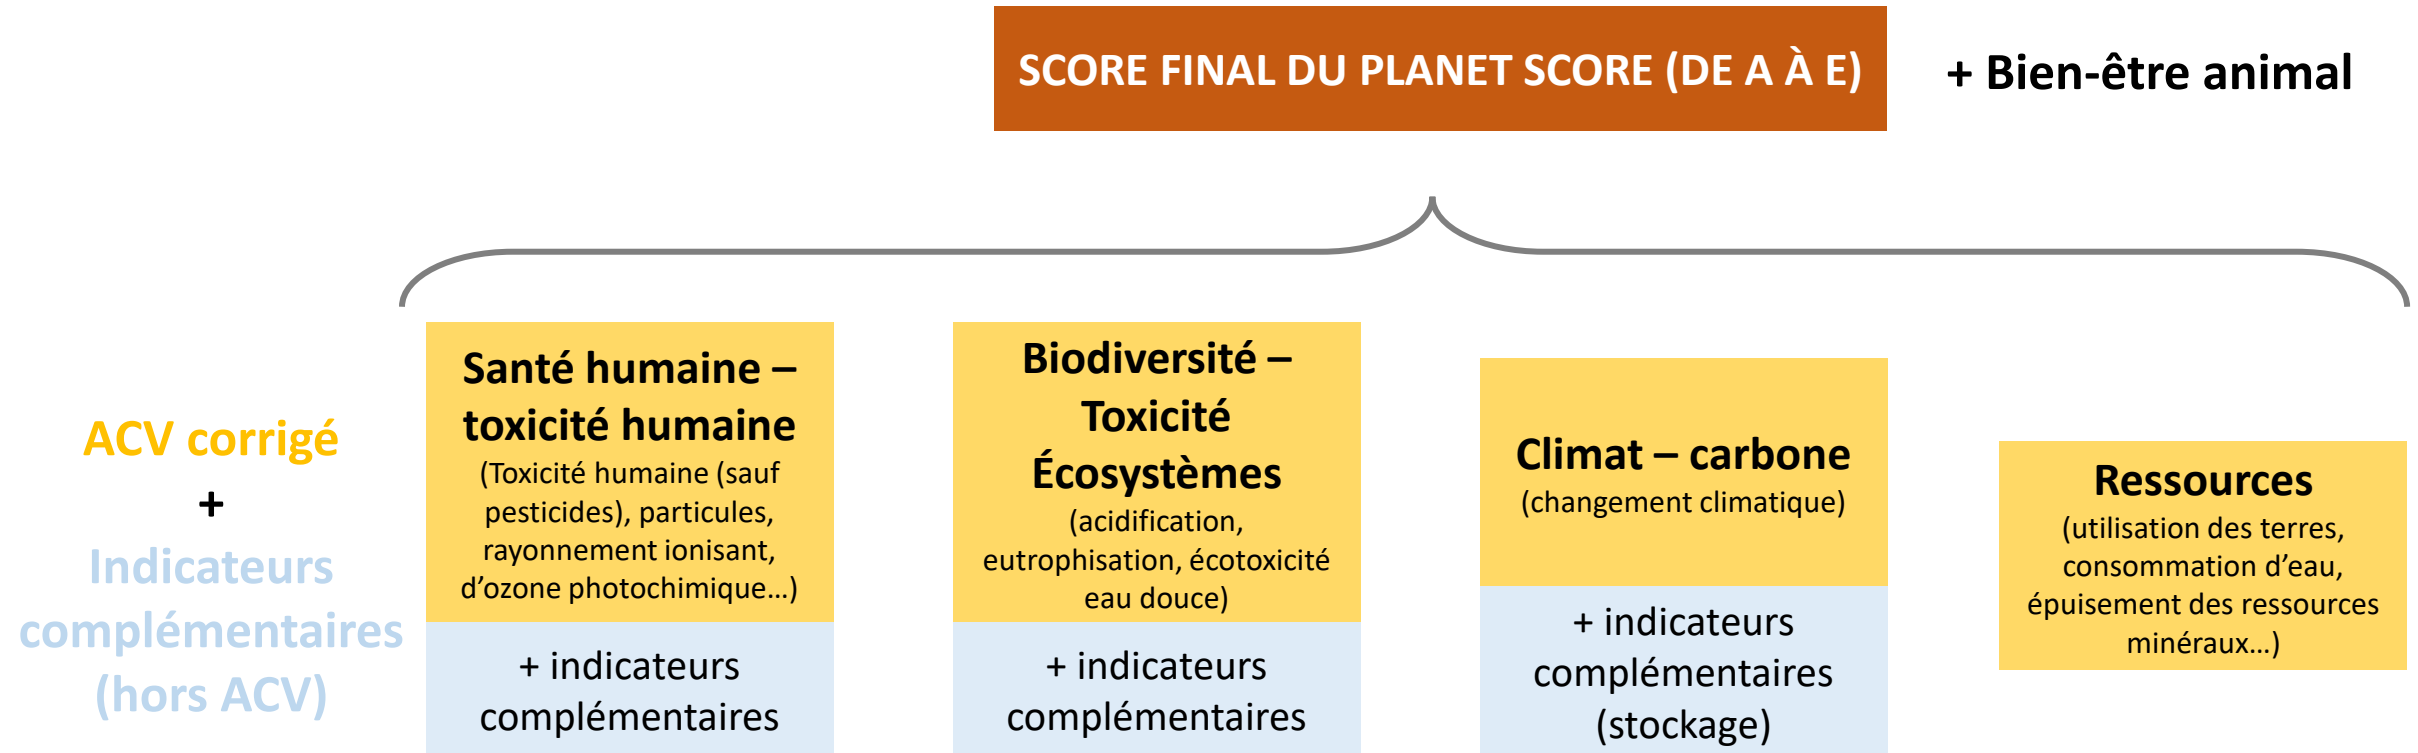 SCORE FINAL DU PLANET SCORE (DE A À E)
+ Bien-être animal
ACV corrigé
+
Indicateurs
complémentaires
(hors ACV)
Santé humaine –
toxicité humaine
(Toxicité humaine (sauf
pesticides), particules,
rayonnement ionisant,
d’ozone photochimique…)
+ indicateurs
complémentaires
Biodiversité –
Toxicité
Écosystèmes
(acidification,
eutrophisation, écotoxicité
eau douce)
+ indicateurs
complémentaires
Climat – carbone
(changement climatique)
+ indicateurs
complémentaires
(stockage)
Ressources
(utilisation des terres,
consommation d’eau,
épuisement des ressources
minéraux…)